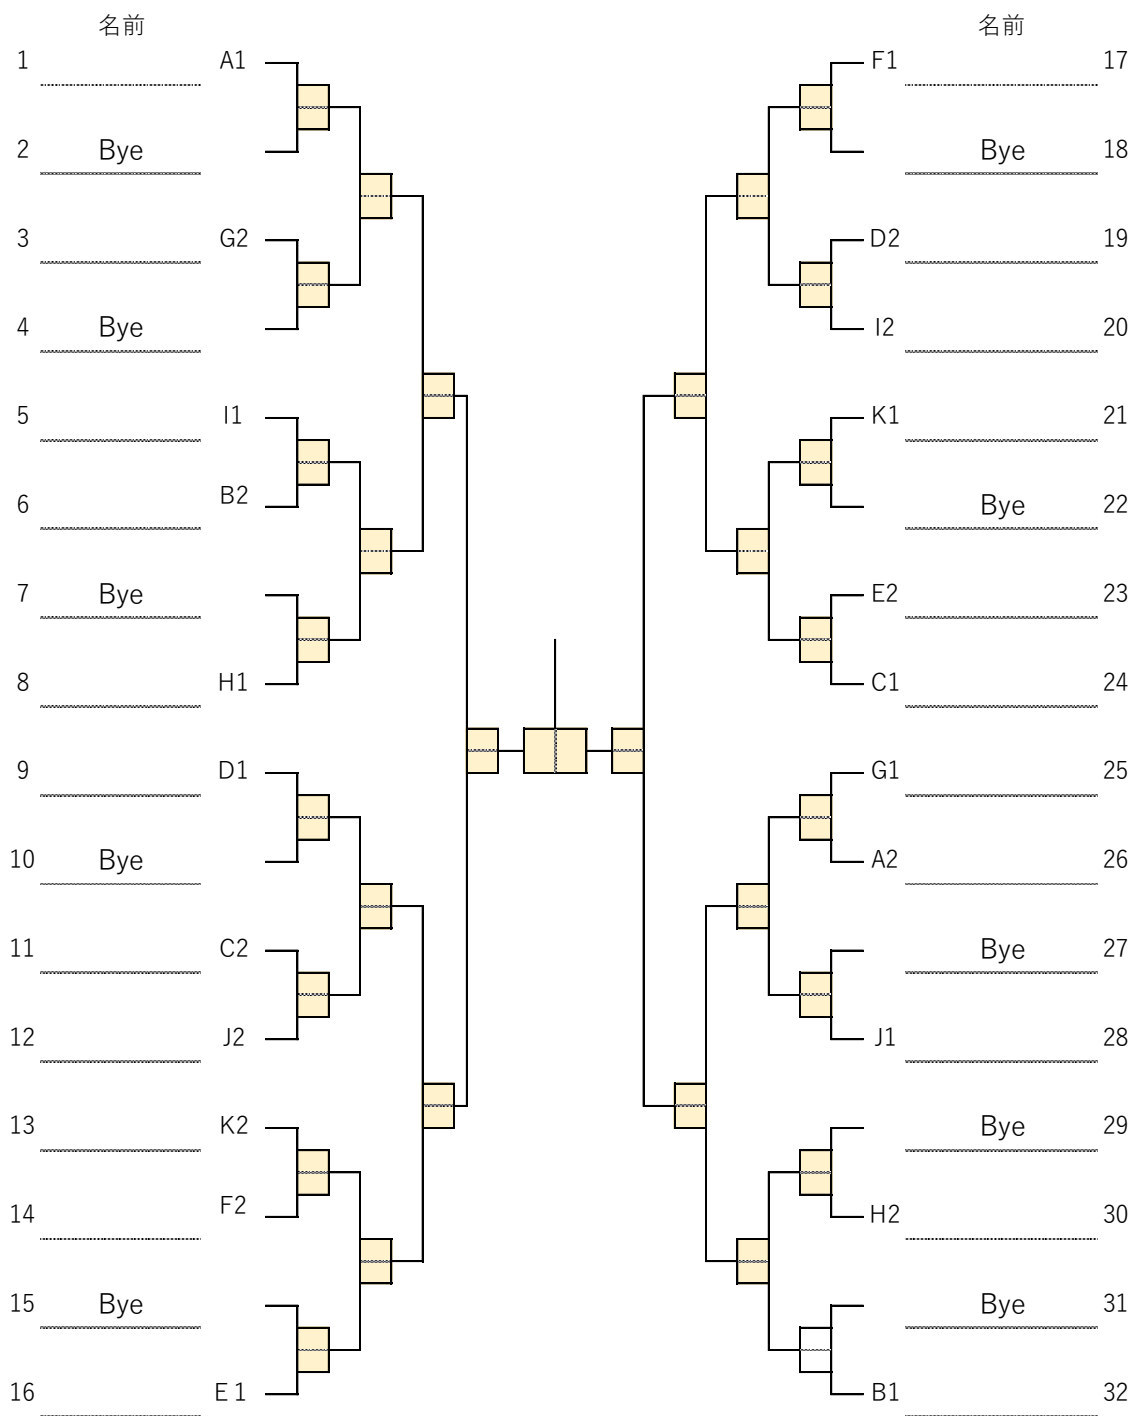 名前 名前
1 A1 F1 17
2 Bye Bye 18
3 G2 D2 19
4 Bye I2 20
5 I1 K1 21
6 B2 Bye 22
7 Bye E2 23
8 H1 C1 24
9 D1 G1 25
10 Bye A2 26
11 C2 Bye 27
12 J2 J1 28
13 K2 Bye 29
14 F2 H2 30
15 Bye Bye 31
16 E 1 B1 32